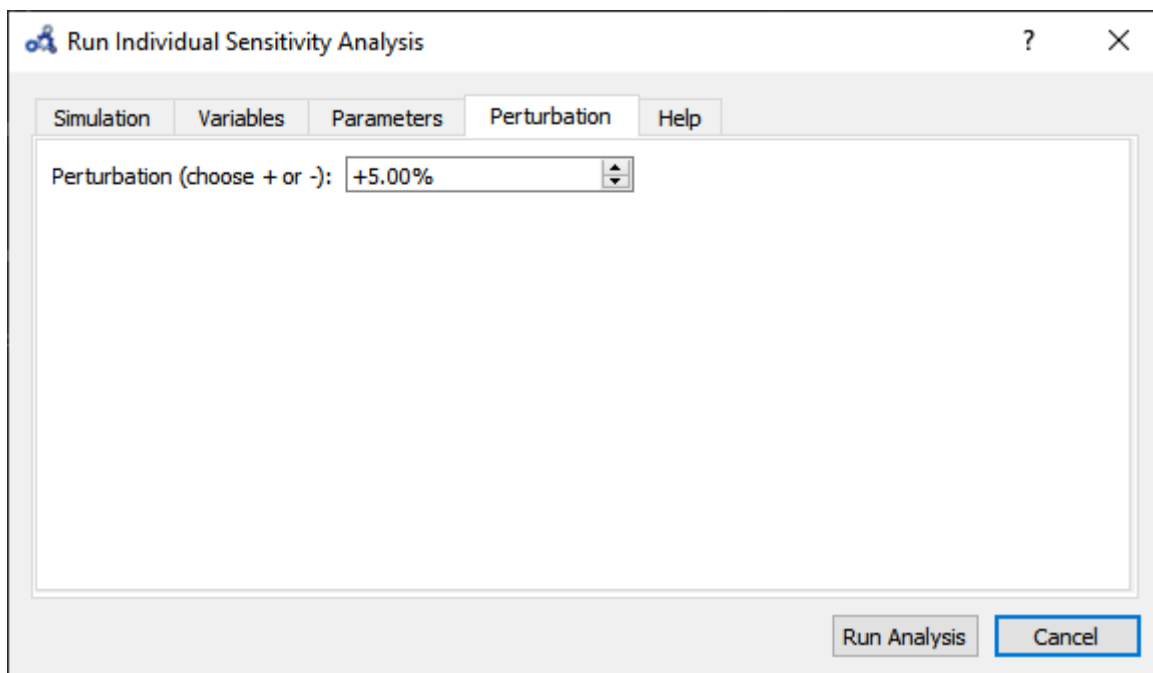 Run Individual Sensitivity Analysis ?
Simulation Variables Parameters Perturbation Help
Perturbation (choose + or -): +5.00%
Run Analysis Cancel